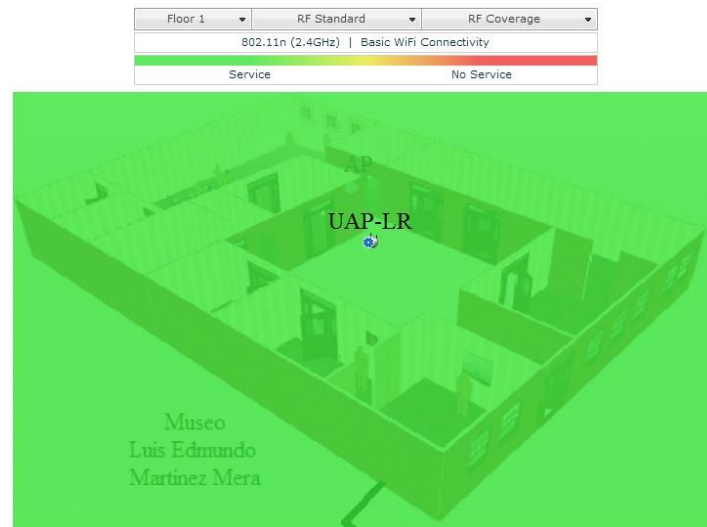 Floor 1 RF Standard RF Coverage
802.11n (2.4GHz) | Basic WiFi Connectivity
Service No Service
AP
UAP-LR
Museo
Luis Edmundo
Martinez Mera